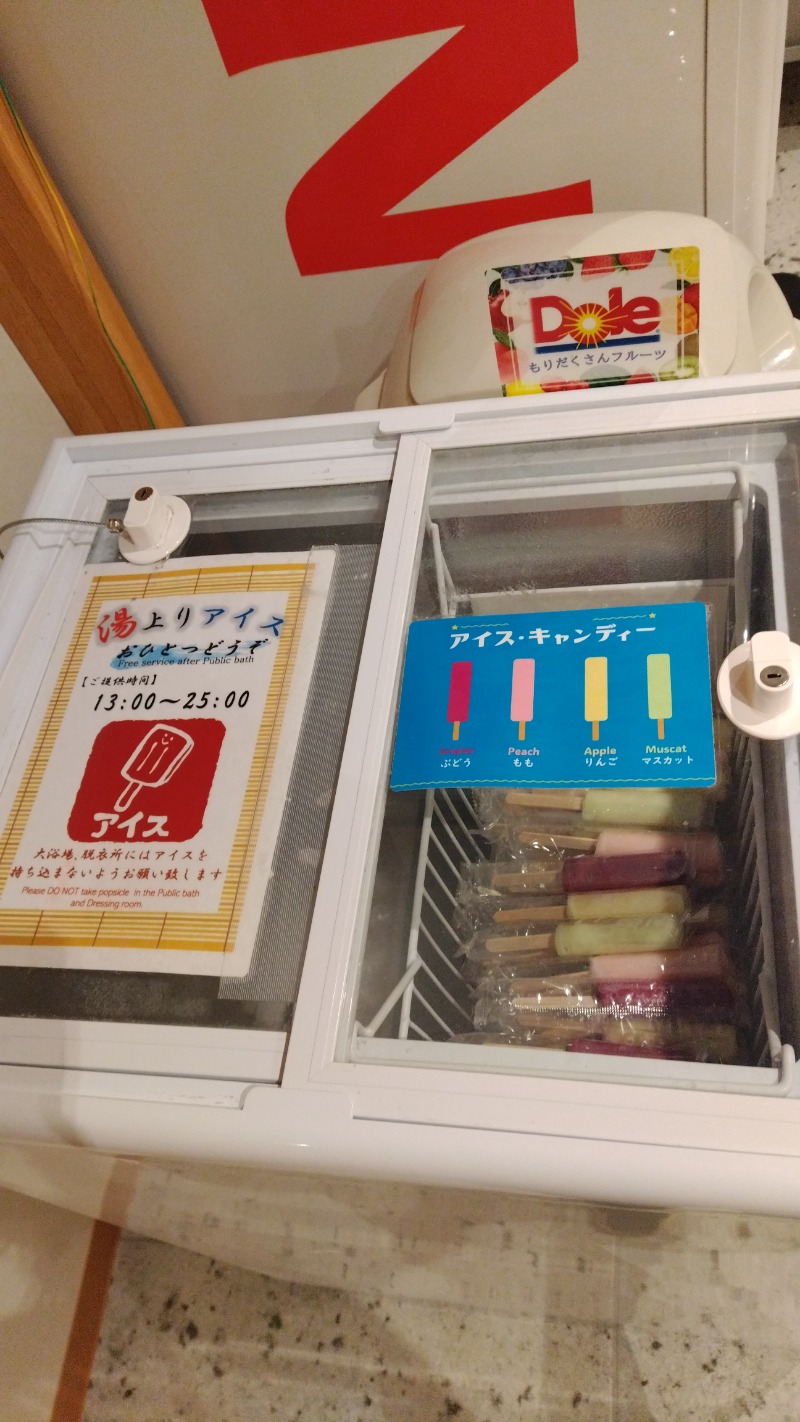 Dole
もりだくさんフルーツ
湯上りアイス
おひとつどうぞ
Free service after Public bath
【ご提供時間】
13:00～25:00
アイス
大浴場、脱衣所にはアイスを
持ち込まないようお願い致します
Please DO NOT take popsicle in the Public bath
and Dressing room.
アイス・キャンディー
Peach Apple Muscat
ぶどう もも りんご マスカット